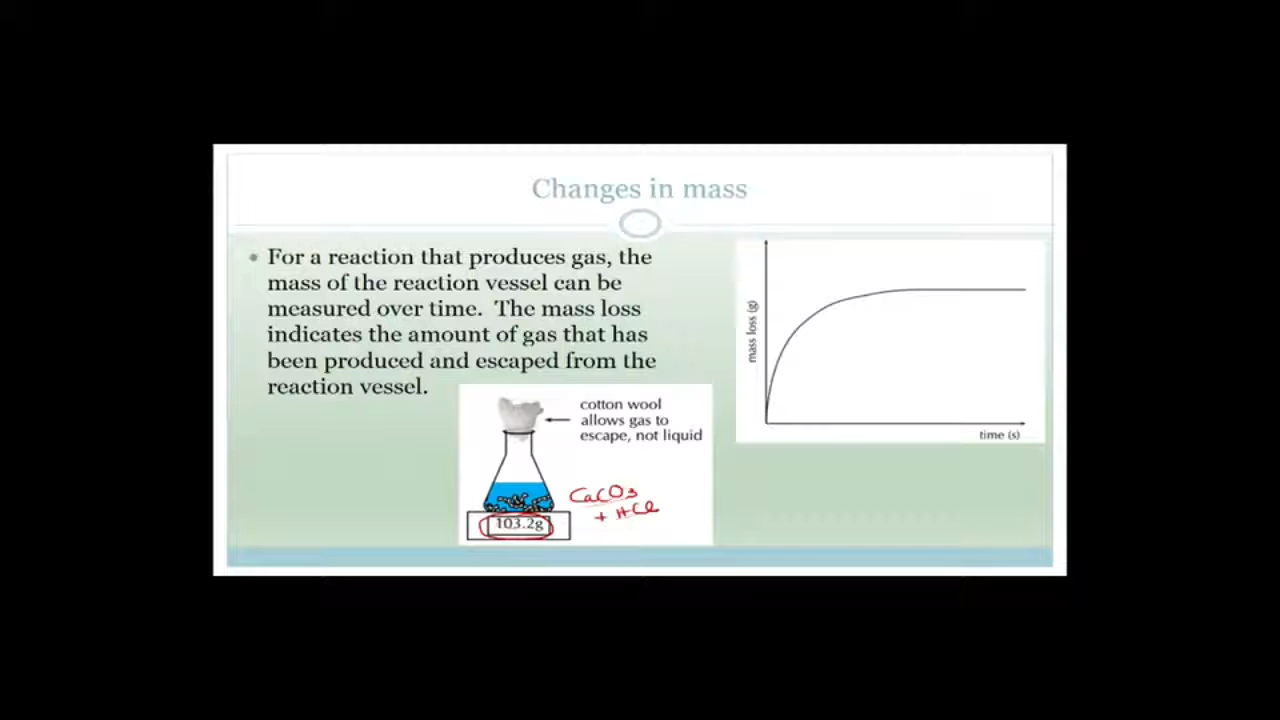 Changes in mass
For a reaction that produces gas, the
mass of the reaction vessel can be
measured over time. The mass loss
indicates the amount of gas that has
been produced and escaped from the
reaction vessel.
cotton wool
allows gas to
escape, not liquid
CaCO3
+ HCl
103.2g
mass loss (g)
time (s)